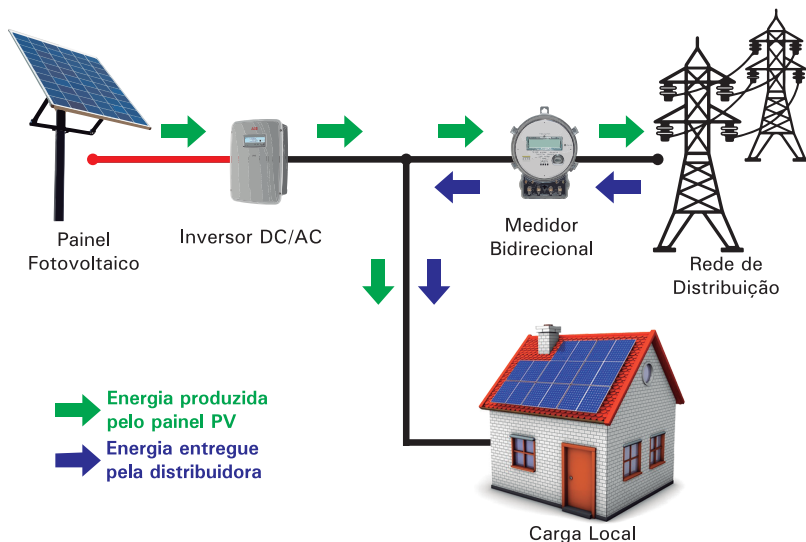 Painel
Fotovoltaico
Inversor DC/AC
Medidor
Bidirecional
Rede de
Distribuição
Energia produzida
pelo painel PV
Energia entregue
pela distribuidora
Carga Local